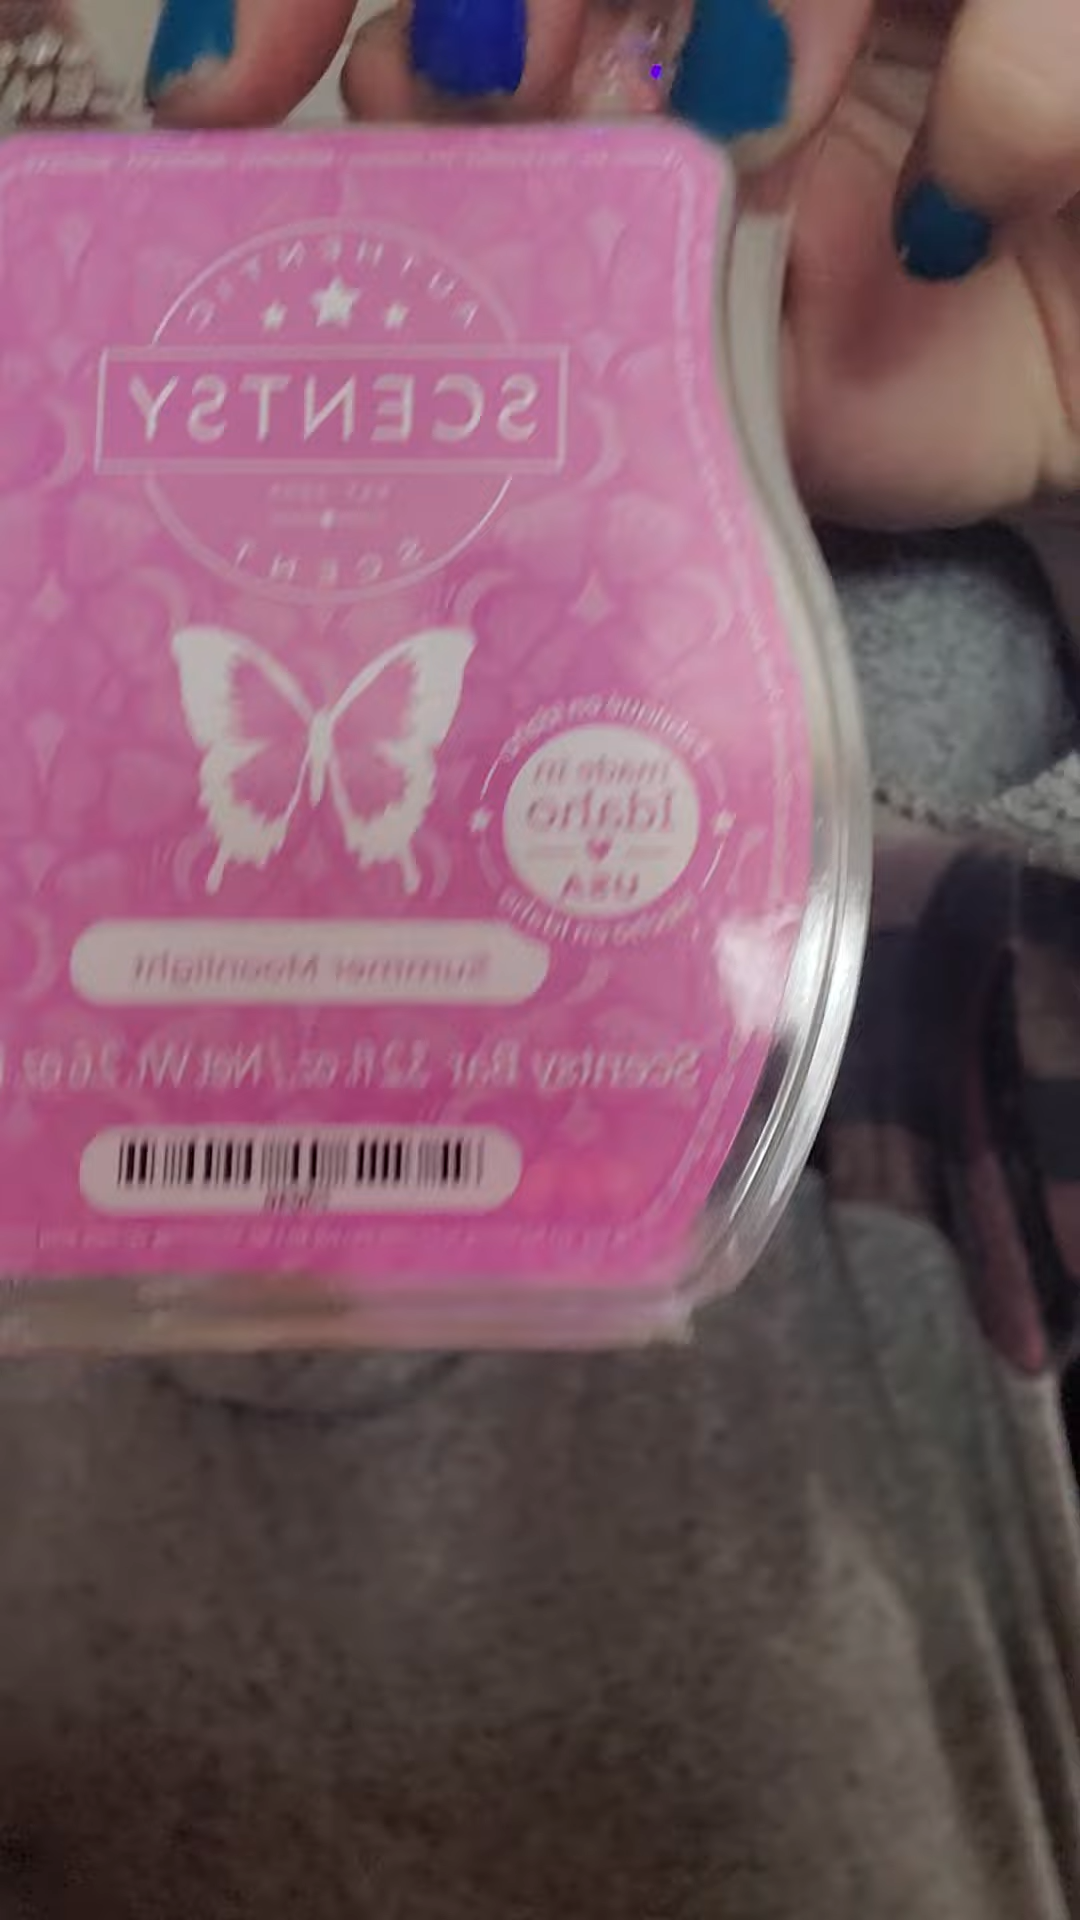 AUTHENTIC
SCENTSY
SCENT
made in
Idaho
USA
Summer Moonlight
Scentsy Bar 3.2 fl. oz / Net Wt. 2.6 oz